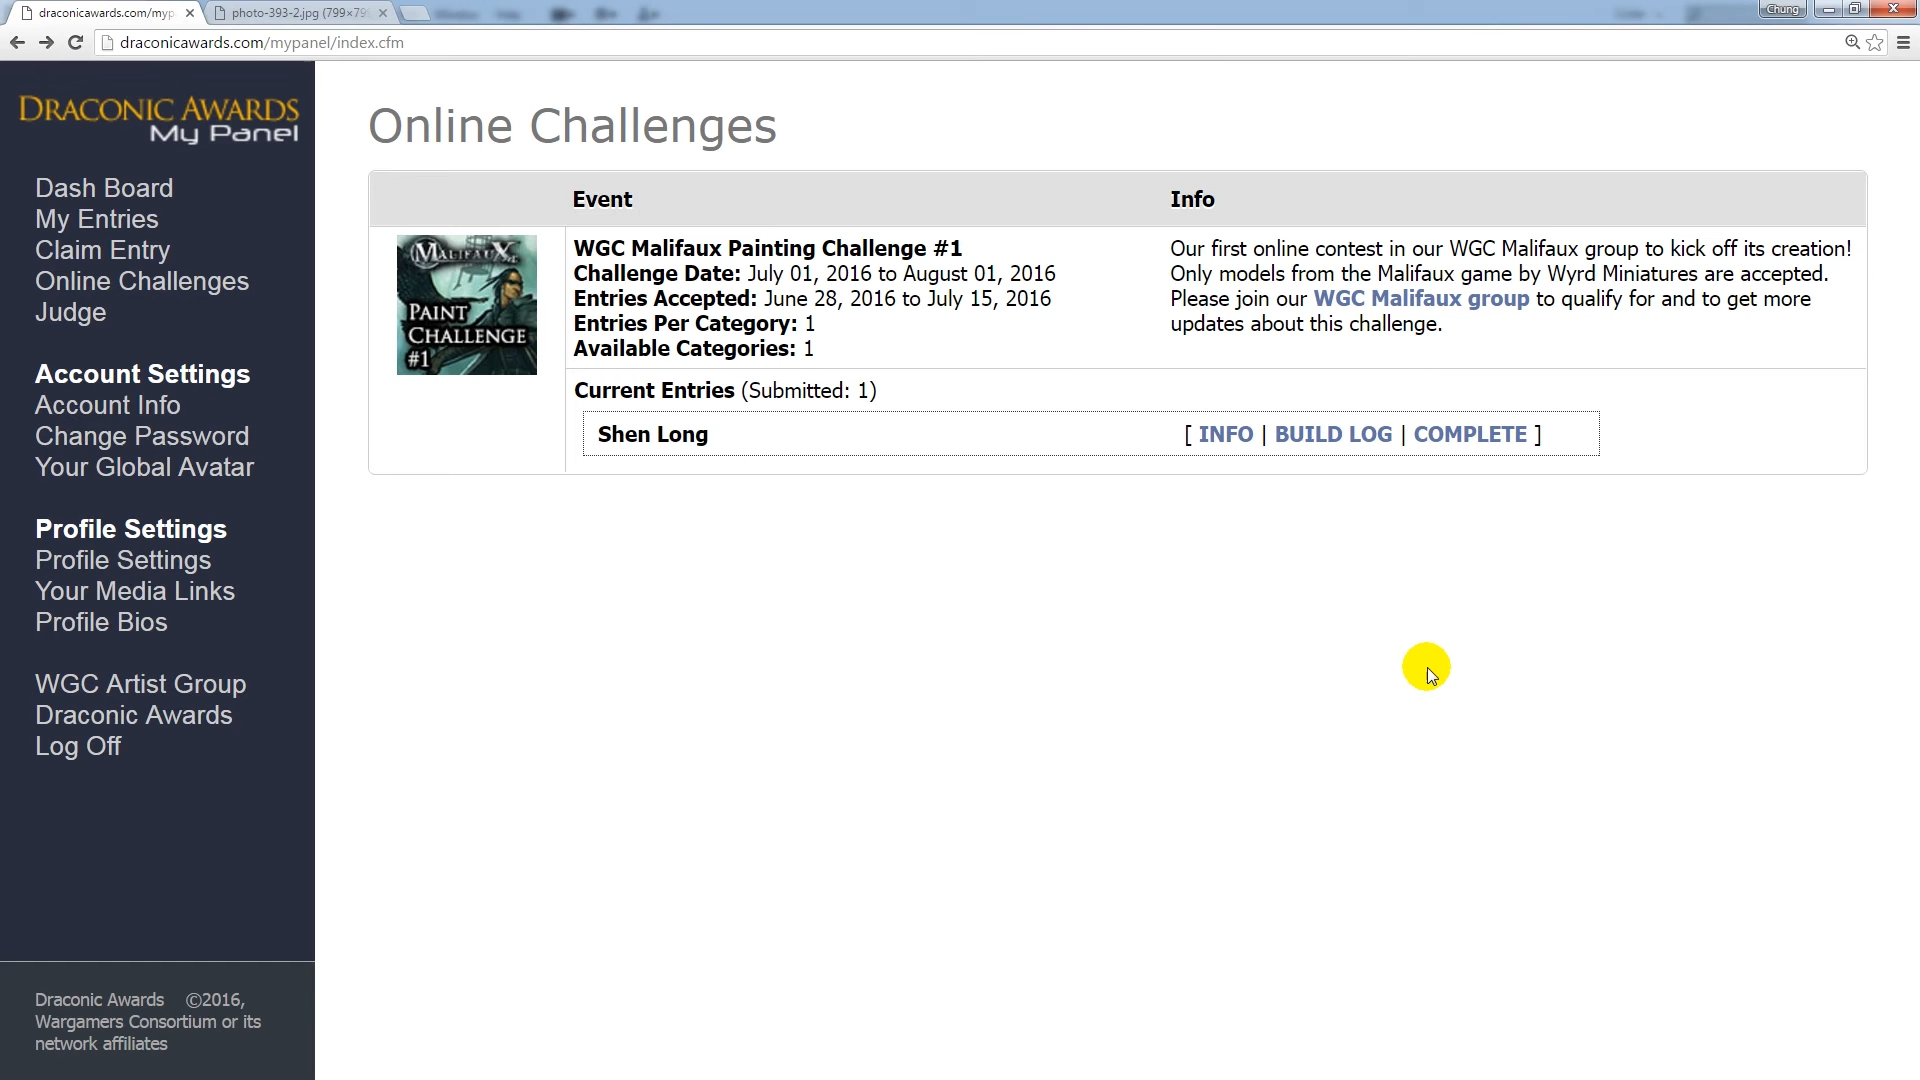 draconicawards.com/myp
photo-393-2.jpg (799×79
Chung
draconicawards.com/mypanel/index.cfm
DRACONIC AWARDS
My Panel
Dash Board
My Entries
Claim Entry
Online Challenges
Judge
Account Settings
Account Info
Change Password
Your Global Avatar
Profile Settings
Profile Settings
Your Media Links
Profile Bios
WGC Artist Group
Draconic Awards
Log Off
Draconic Awards ©2016,
Wargamers Consortium or its
network affiliates
Online Challenges
Event Info
MALIFAUX
PAINT
CHALLENGE
#1
WGC Malifaux Painting Challenge #1
Challenge Date: July 01, 2016 to August 01, 2016
Entries Accepted: June 28, 2016 to July 15, 2016
Entries Per Category: 1
Available Categories: 1
Our first online contest in our WGC Malifaux group to kick off its creation!
Only models from the Malifaux game by Wyrd Miniatures are accepted.
Please join our WGC Malifaux group to qualify for and to get more
updates about this challenge.
Current Entries (Submitted: 1)
Shen Long [ INFO | BUILD LOG | COMPLETE ]